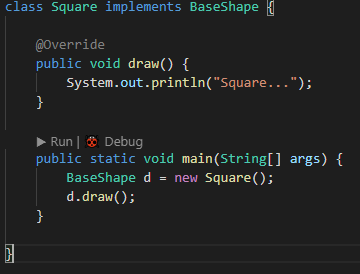 class Square implements BaseShape {
@Override
public void draw() {
System.out.println("Square...");
}
Run | Debug
public static void main(String[] args) {
BaseShape d = new Square();
d.draw();
}
}